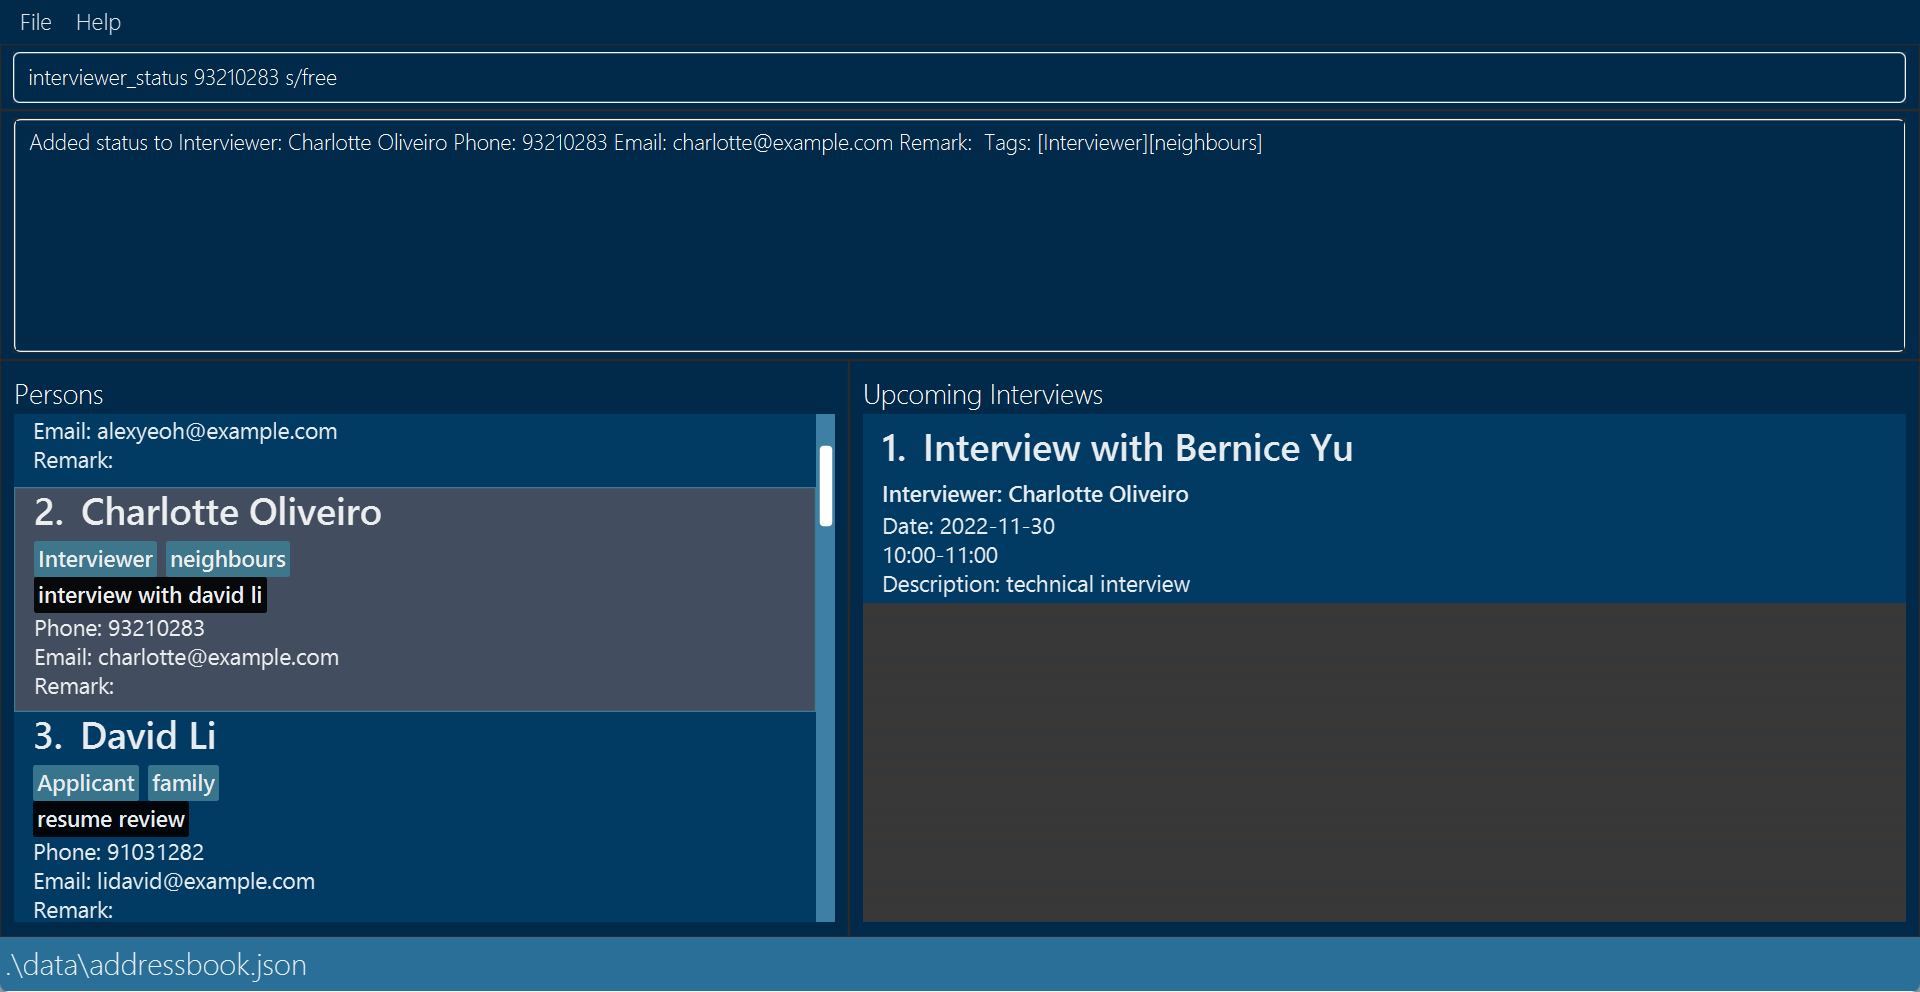 File Help
interviewer_status 93210283 s/free
Added status to Interviewer: Charlotte Oliveiro Phone: 93210283 Email: charlotte@example.com Remark:  Tags: [Interviewer][neighbours]
Persons
Email: alexyeoh@example.com
Remark:
2. Charlotte Oliveiro
Interviewer neighbours
interview with david li
Phone: 93210283
Email: charlotte@example.com
Remark:
3. David Li
Applicant family
resume review
Phone: 91031282
Email: lidavid@example.com
Remark:
Upcoming Interviews
1. Interview with Bernice Yu
Interviewer: Charlotte Oliveiro
Date: 2022-11-30
10:00-11:00
Description: technical interview
.\data\addressbook.json